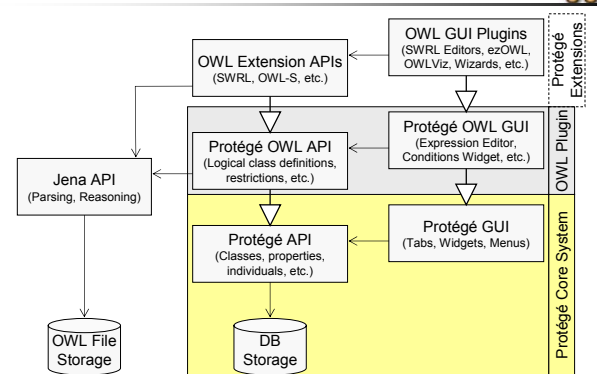 OWL GUI Plugins
(SWRL Editors, ezOWL,
OWLViz, Wizards, etc.)
Protégé
Extensions
OWL Extension APIs
(SWRL, OWL-S, etc.)
Protégé OWL API
(Logical class definitions,
restrictions, etc.)
Protégé OWL GUI
(Expression Editor,
Conditions Widget, etc.)
OWL Plugin
Jena API
(Parsing, Reasoning)
Protégé API
(Classes, properties,
individuals, etc.)
Protégé GUI
(Tabs, Widgets, Menus)
Protégé Core System
OWL File
Storage
DB
Storage